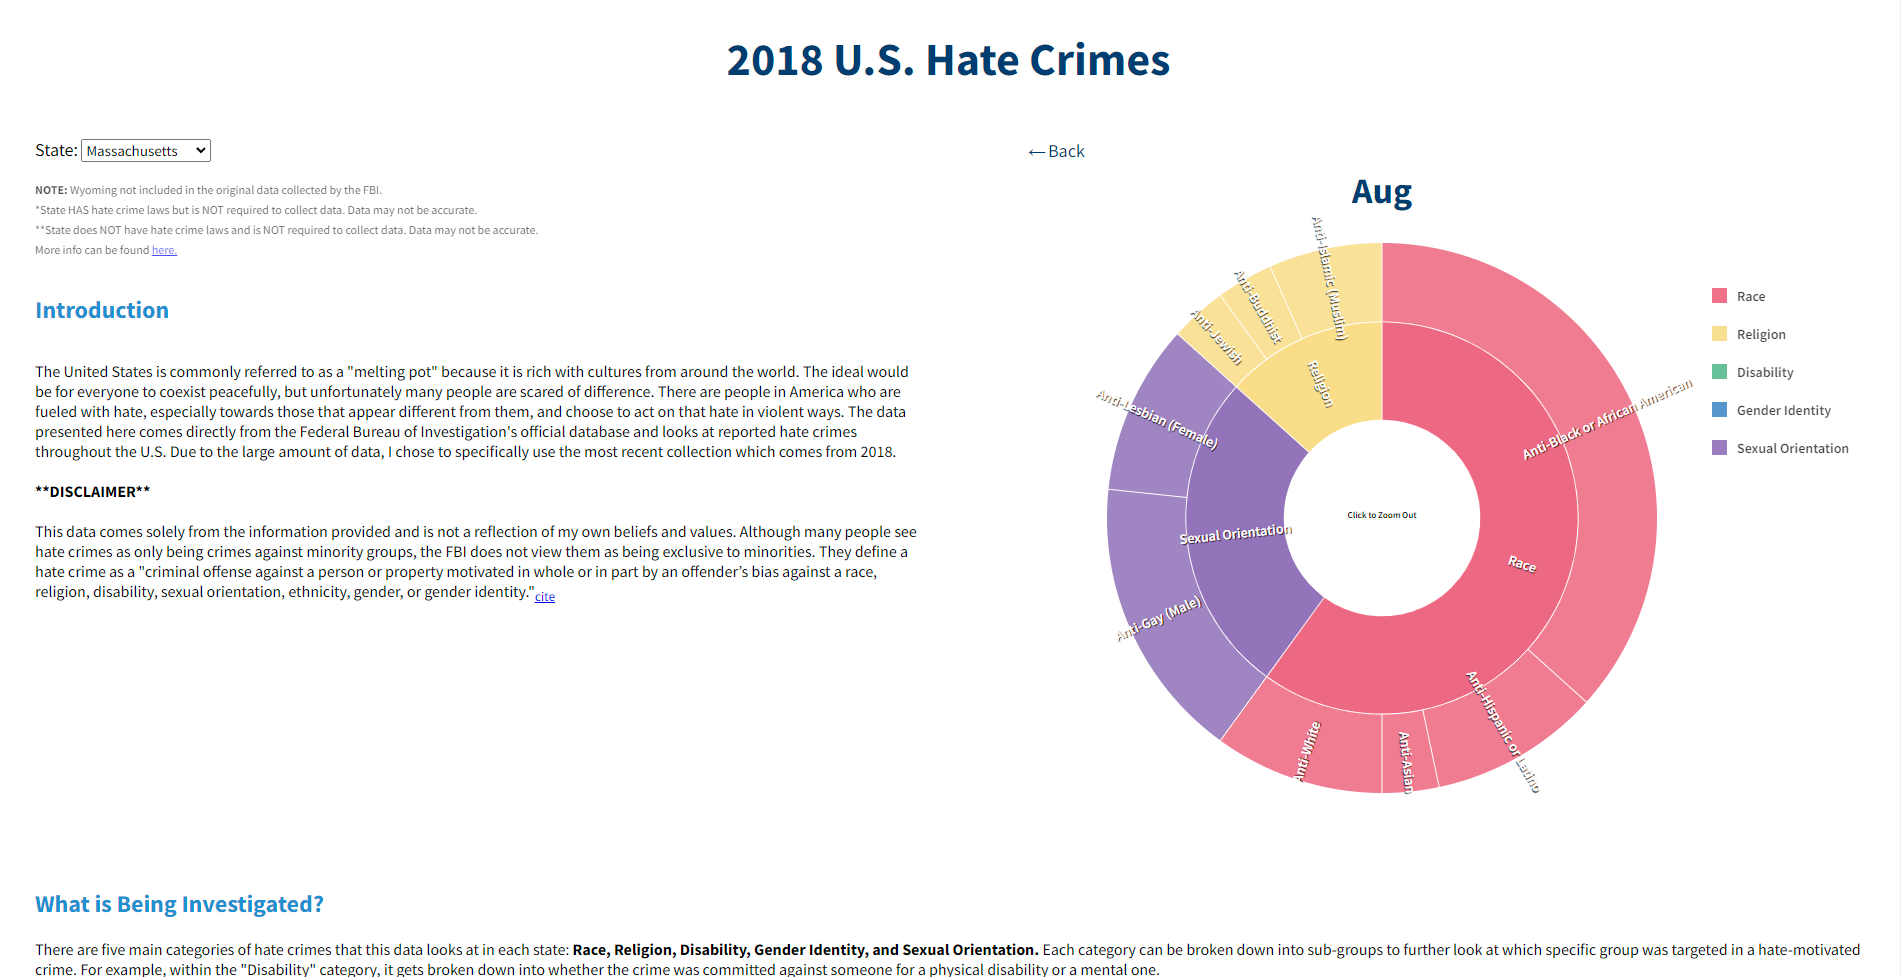 2018 U.S. Hate Crimes
State: Massachusetts
NOTE: Wyoming not included in the original data collected by the FBI.
*State HAS hate crime laws but is NOT required to collect data. Data may not be accurate.
**State does NOT have hate crime laws and is NOT required to collect data. Data may not be accurate.
More info can be found here.
Introduction
The United States is commonly referred to as a "melting pot" because it is rich with cultures from around the world. The ideal would
be for everyone to coexist peacefully, but unfortunately many people are scared of difference. There are people in America who are
fueled with hate, especially towards those that appear different from them, and choose to act on that hate in violent ways. The data
presented here comes directly from the Federal Bureau of Investigation's official database and looks at reported hate crimes
throughout the U.S. Due to the large amount of data, I chose to specifically use the most recent collection which comes from 2018.
**DISCLAIMER**
This data comes solely from the information provided and is not a reflection of my own beliefs and values. Although many people see
hate crimes as only being crimes against minority groups, the FBI does not view them as being exclusive to minorities. They define a
hate crime as a "criminal offense against a person or property motivated in whole or in part by an offender’s bias against a race,
religion, disability, sexual orientation, ethnicity, gender, or gender identity."cite
←Back
Aug
Anti-Islamic (Muslim)
Anti-Buddhist
Anti-Jewish
Religion
Anti-Lesbian (Female)
Anti-Black or African American
Click to Zoom Out
Sexual Orientation
Race
Anti-Gay (Male)
Anti-White
Anti-Asian
Anti-Hispanic or Latino
Race
Religion
Disability
Gender Identity
Sexual Orientation
What is Being Investigated?
There are five main categories of hate crimes that this data looks at in each state: Race, Religion, Disability, Gender Identity, and Sexual Orientation. Each category can be broken down into sub-groups to further look at which specific group was targeted in a hate-motivated
crime. For example, within the "Disability" category, it gets broken down into whether the crime was committed against someone for a physical disability or a mental one.